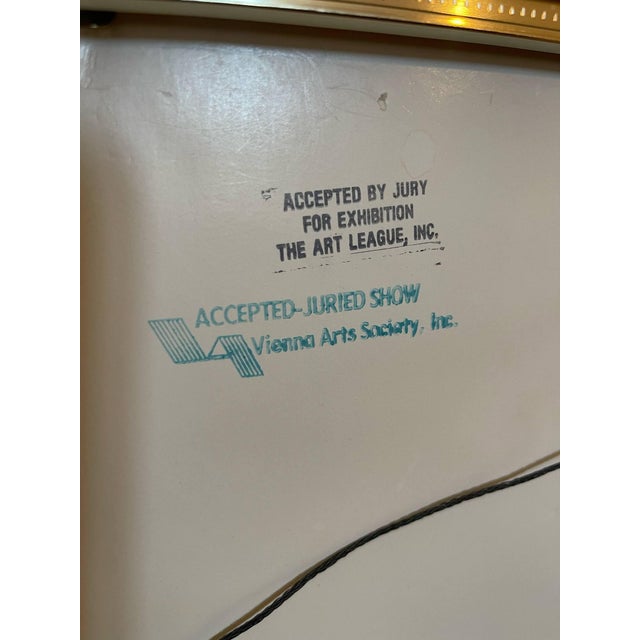 ACCEPTED BY JURY
FOR EXHIBITION
THE ART LEAGUE, INC.
ACCEPTED-JURIED SHOW
Vienna Arts Society, Inc.